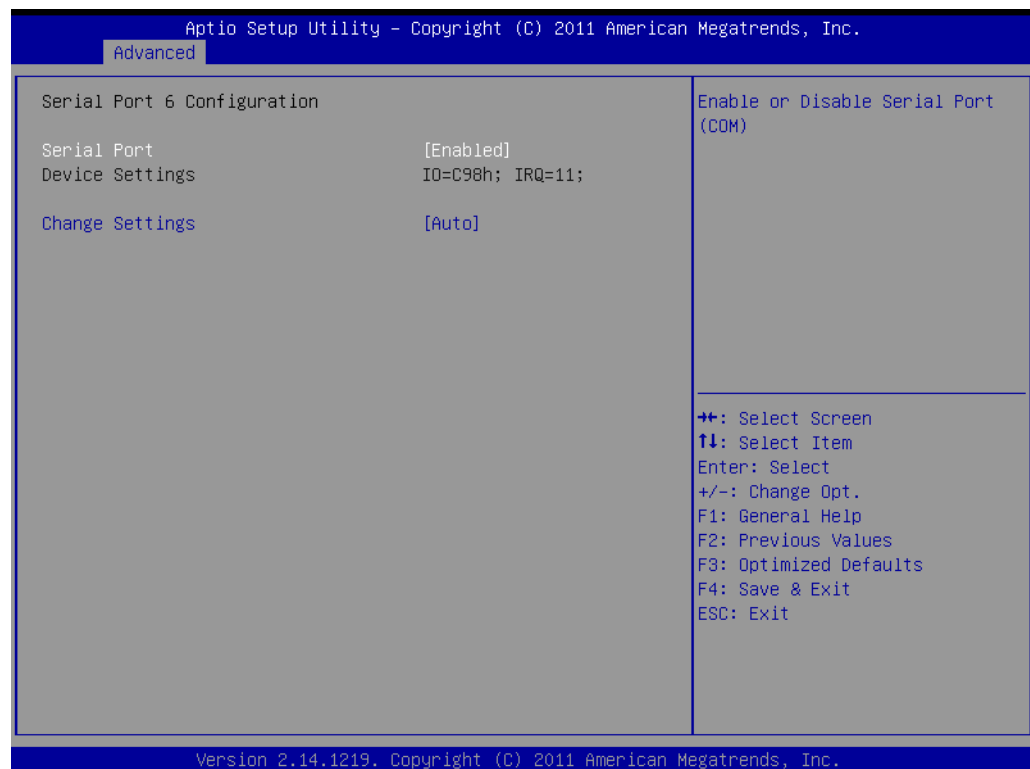 Aptio Setup Utility – Copyright (C) 2011 American Megatrends, Inc.
Advanced
Serial Port 6 Configuration
Serial Port [Enabled]
Device Settings IO=C98h; IRQ=11;
Change Settings [Auto]
Enable or Disable Serial Port
(COM)
→←: Select Screen
↑↓: Select Item
Enter: Select
+/-: Change Opt.
F1: General Help
F2: Previous Values
F3: Optimized Defaults
F4: Save & Exit
ESC: Exit
Version 2.14.1219. Copyright (C) 2011 American Megatrends, Inc.